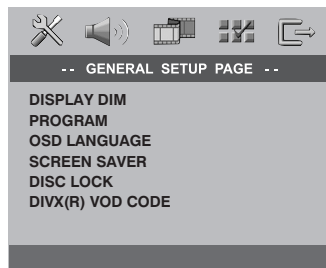 -- GENERAL SETUP PAGE --
DISPLAY DIM
PROGRAM
OSD LANGUAGE
SCREEN SAVER
DISC LOCK
DIVX(R) VOD CODE